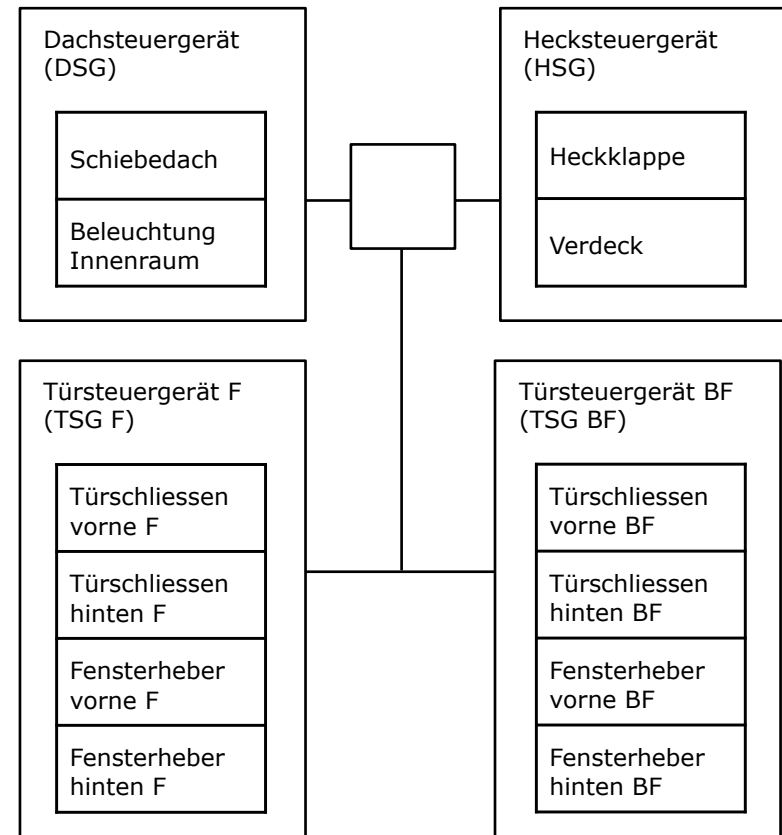 Dachsteuergerät
(DSG)
Schiebedach
Beleuchtung
Innenraum
Hecksteuergerät
(HSG)
Heckklappe
Verdeck
Türsteuergerät F
(TSG F)
Türschliessen
vorne F
Türschliessen
hinten F
Fensterheber
vorne F
Fensterheber
hinten F
Türsteuergerät BF
(TSG BF)
Türschliessen
vorne BF
Türschliessen
hinten BF
Fensterheber
vorne BF
Fensterheber
hinten BF